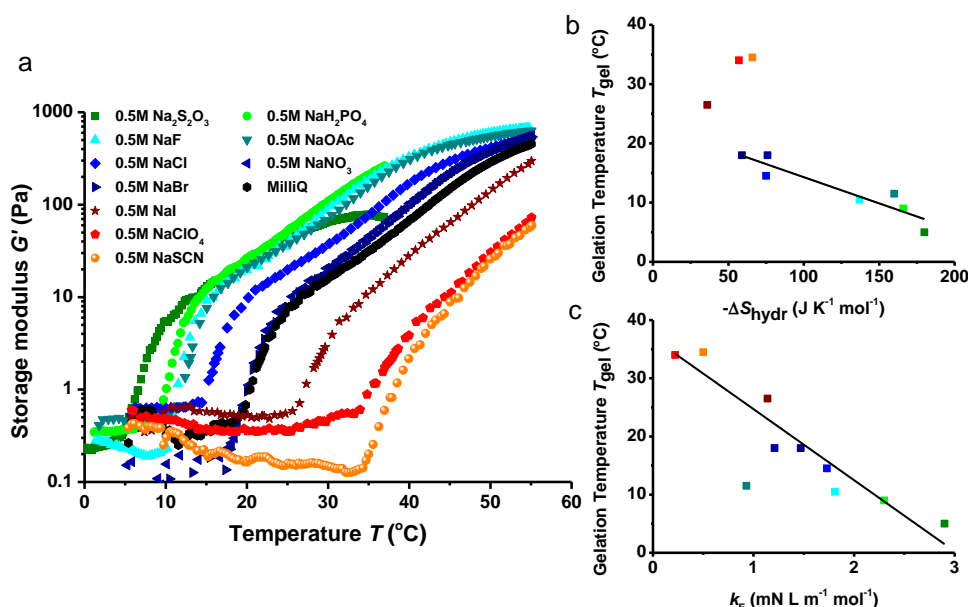 a
Storage modulus G' (Pa)
1000
100
10
1
0.1
0.5M Na₂S₂O₃
0.5M NaF
0.5M NaCl
0.5M NaBr
0.5M NaI
0.5M NaClO₄
0.5M NaSCN
0.5M NaH₂PO₄
0.5M NaOAc
0.5M NaNO₃
MilliQ
0 10 20 30 40 50 60
Temperature T (°C)
b
Gelation Temperature T_gel (°C)
40
30
20
10
0
0 50 100 150 200
-ΔS_hydr (J K⁻¹ mol⁻¹)
c
Gelation Temperature T_gel (°C)
40
30
20
10
0
0 1 2 3
(mN L m⁻¹ mol⁻¹)